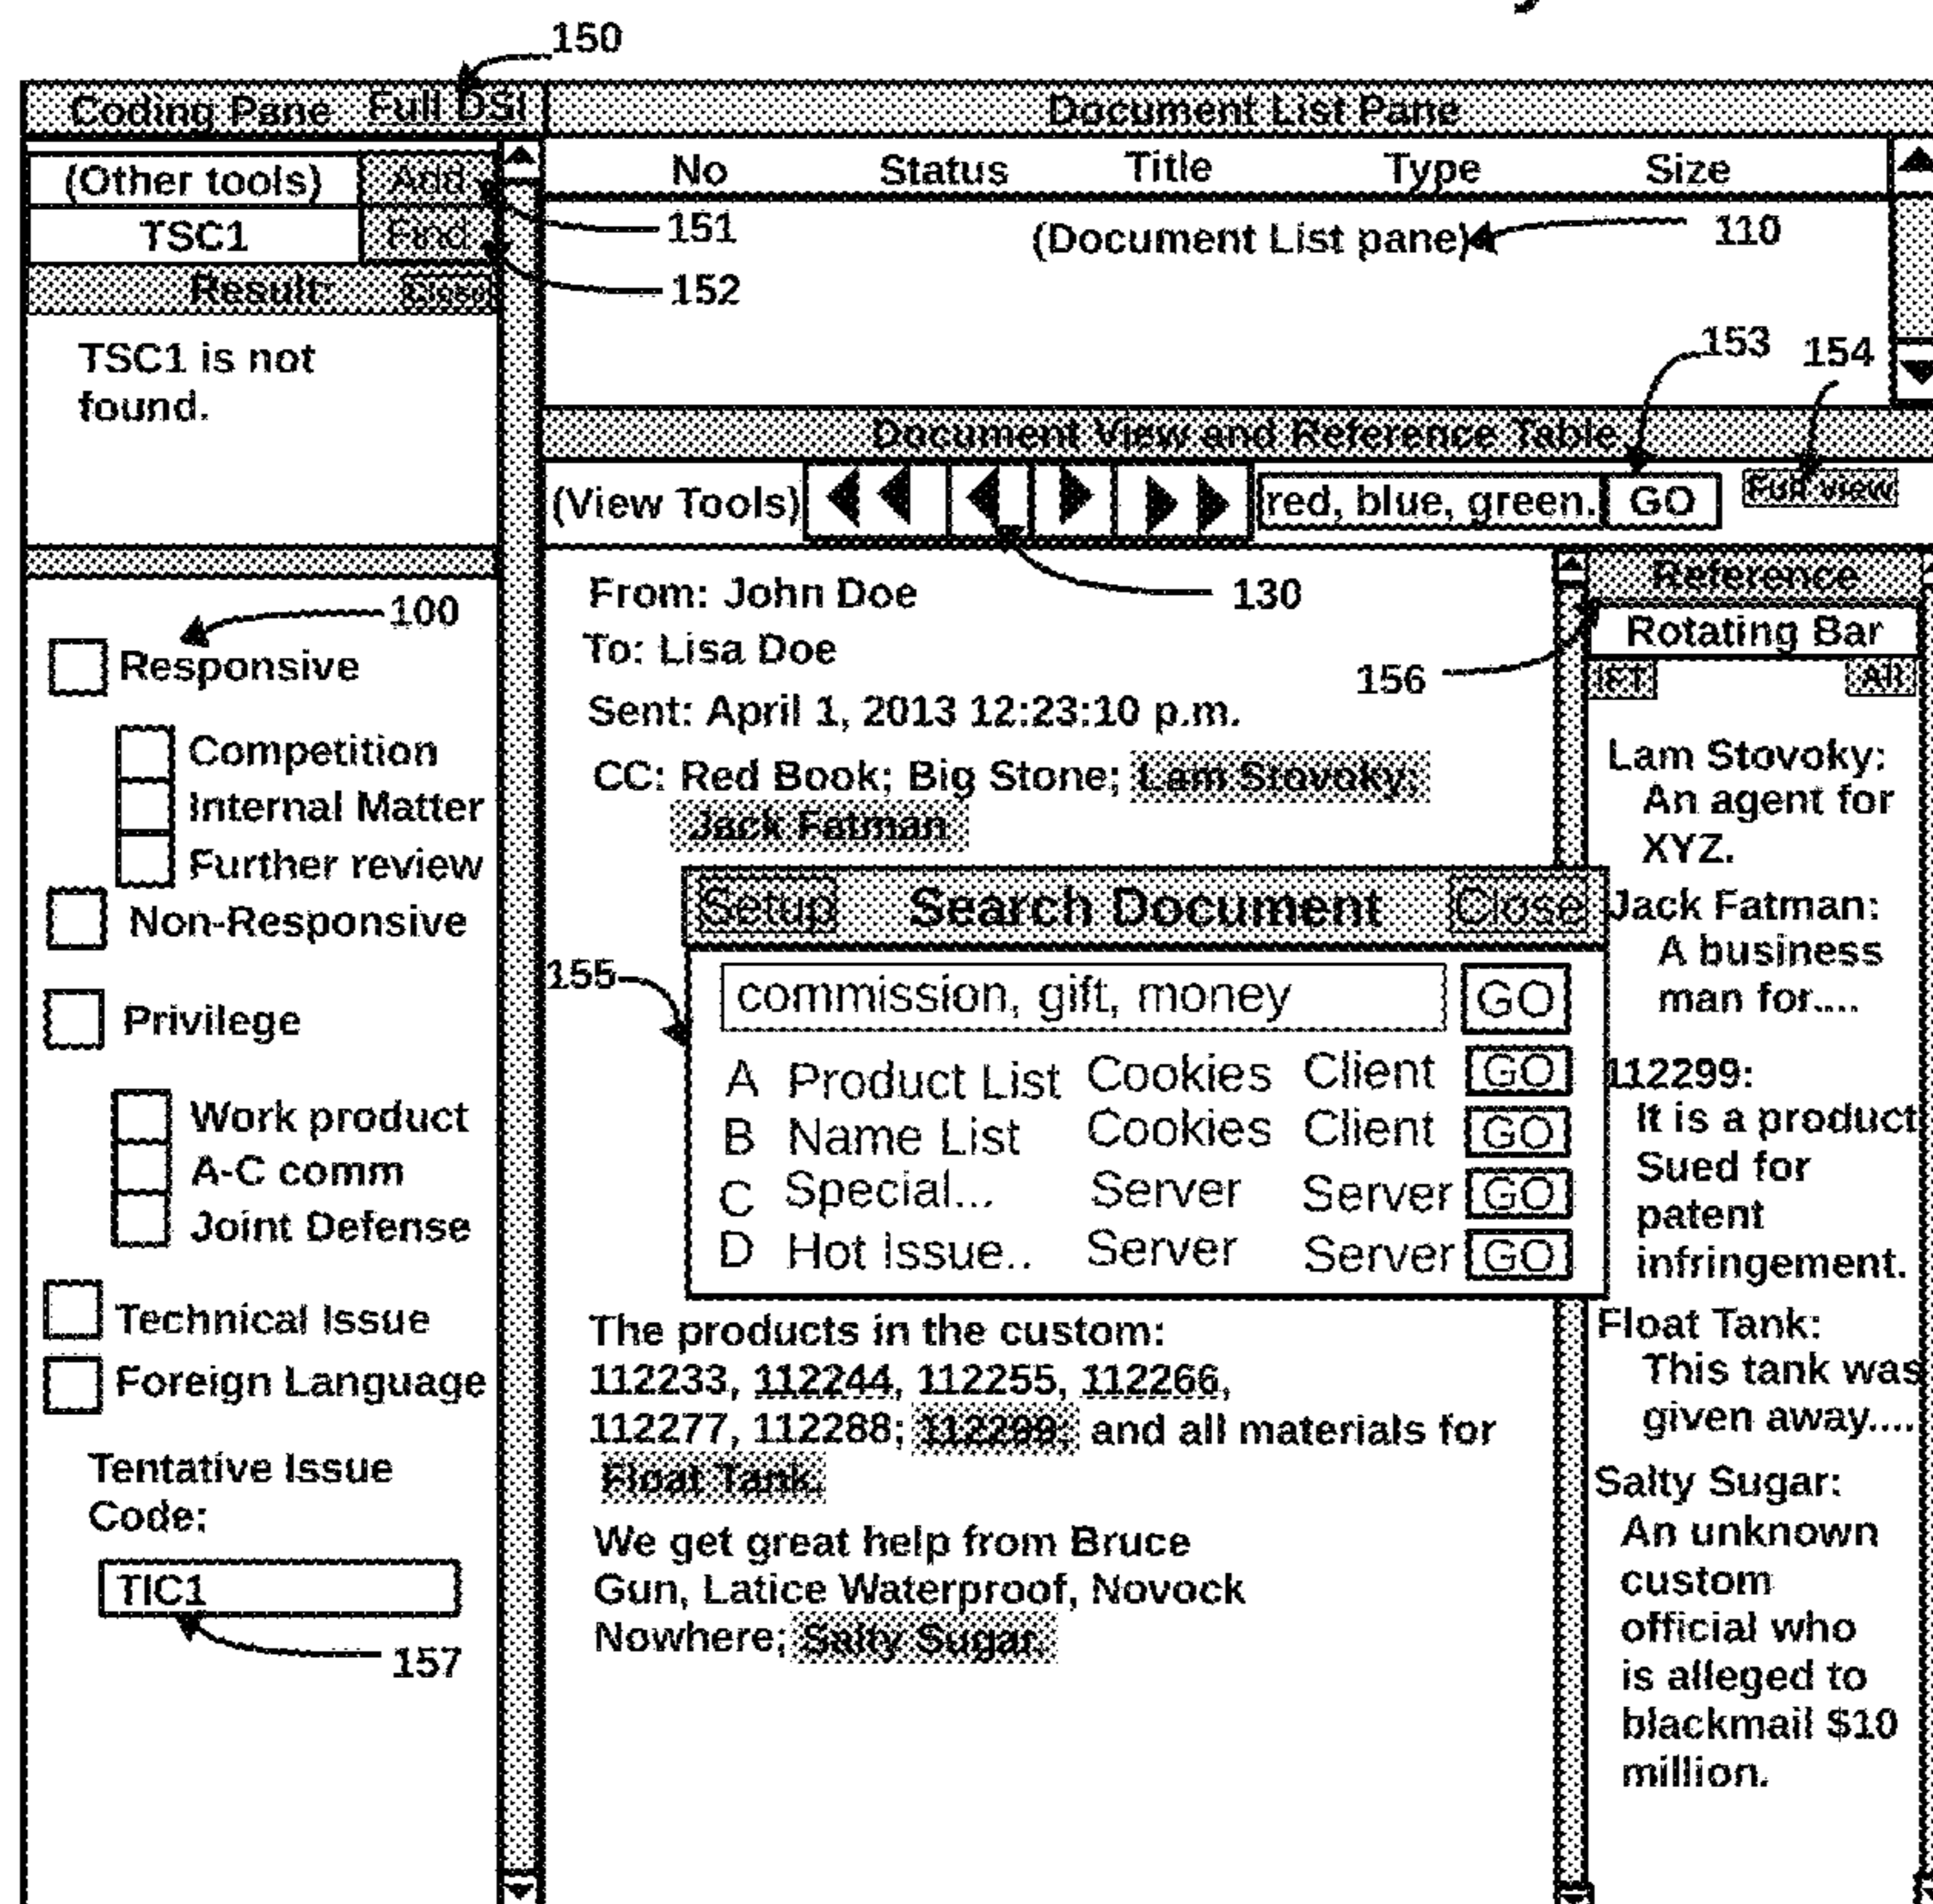 150
Coding Pane Full DSI
Document List Pane
(Other tools) Add
TSC1 Find
Result: Close
TSC1 is not
found.
151
152
No Status Title Type Size
(Document List pane)
110
153
154
Document View and Reference Table
(View Tools)
red, blue, green. GO
Full view
130
100
Responsive
Competition
Internal Matter
Further review
Non-Responsive
Privilege
Work product
A-C comm
Joint Defense
Technical Issue
Foreign Language
Tentative Issue
Code:
TIC1
157
From: John Doe
To: Lisa Doe
Sent: April 1, 2013 12:23:10 p.m.
CC: Red Book; Big Stone; Lam Stovoky;
Jack Fatman
155
Setup Search Document Close
commission, gift, money GO
A Product List Cookies Client GO
B Name List Cookies Client GO
C Special... Server Server GO
D Hot Issue.. Server Server GO
The products in the custom:
112233, 112244, 112255, 112266,
112277, 112288; 112299; and all materials for
Float Tank.
We get great help from Bruce
Gun, Latice Waterproof, Novock
Nowhere; Salty Sugar.
156
Reference
Rotating Bar
All
Lam Stovoky:
An agent for
XYZ.
Jack Fatman:
A business
man for....
112299:
It is a product
Sued for
patent
infringement.
Float Tank:
This tank was
given away....
Salty Sugar:
An unknown
custom
official who
is alleged to
blackmail $10
million.